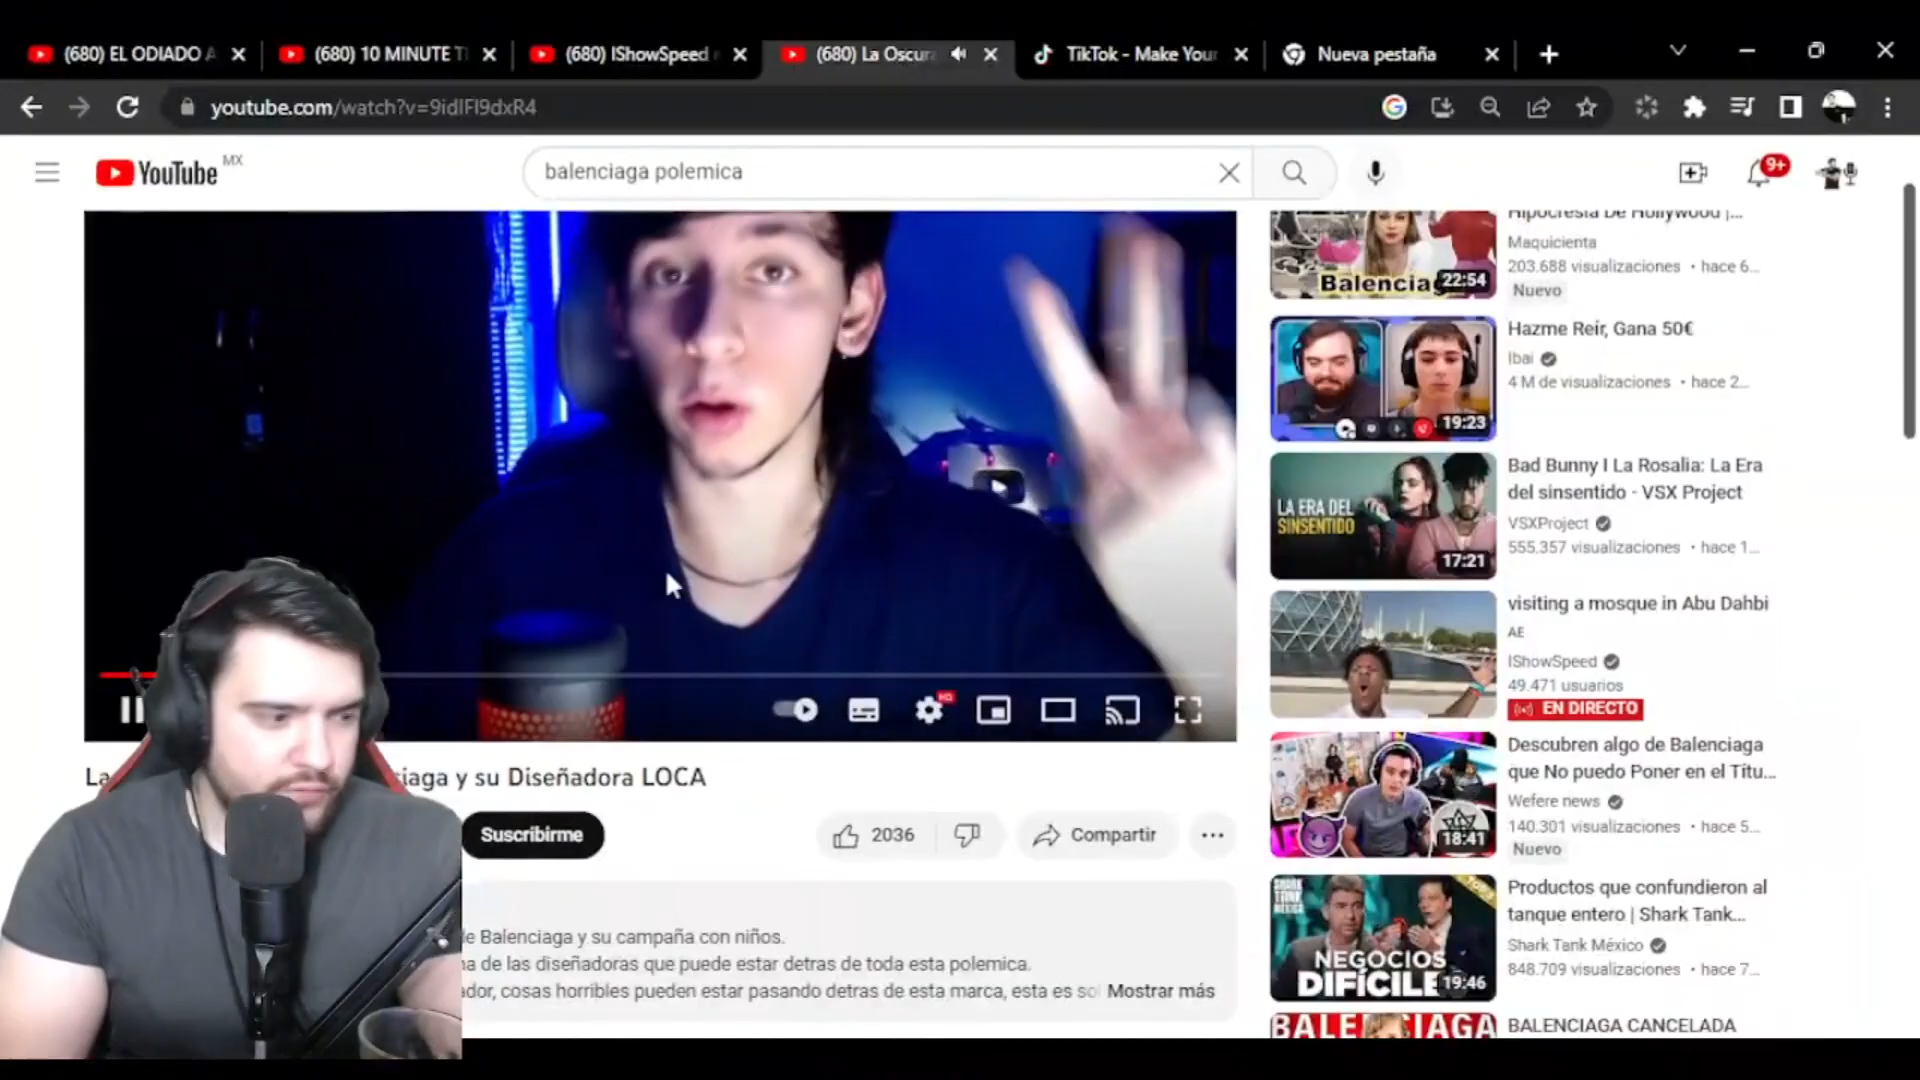 (680) EL ODIADO A
(680) 10 MINUTE T
(680) IShowSpeed
(680) La Oscur
TikTok - Make Your
Nueva pestaña
youtube.com/watch?v=9idIFl9dxR4
YouTube MX
balenciaga polemica
9+
HD
Suscribirme
2036
Compartir
y su Diseñadora LOCA
Balenciaga y su campaña con niños.
de las diseñadoras que puede estar detras de toda esta polemica.
cosas horribles pueden estar pasando detras de esta marca, esta es
Mostrar más
Hipocresía De Hollywood |...
Maquicienta
203.688 visualizaciones • hace 6...
Nuevo
22:54
Hazme Reír, Gana 50€
Ibai
4 M de visualizaciones • hace 2...
19:23
LA ERA DEL
SINSENTIDO
17:21
Bad Bunny I La Rosalia: La Era
del sinsentido - VSX Project
VSXProject
555.357 visualizaciones • hace 1...
visiting a mosque in Abu Dahbi
AE
IShowSpeed
49.471 usuarios
EN DIRECTO
Descubren algo de Balenciaga
que No puedo Poner en el Títu...
Wefere news
140.301 visualizaciones • hace 5...
Nuevo
18:41
SHARK
TANK
MÉXICO
NEGOCIOS
DIFÍCILE
19:46
Productos que confundieron al
tanque entero | Shark Tank...
Shark Tank México
848.709 visualizaciones • hace 7...
BALENCIAGA CANCELADA